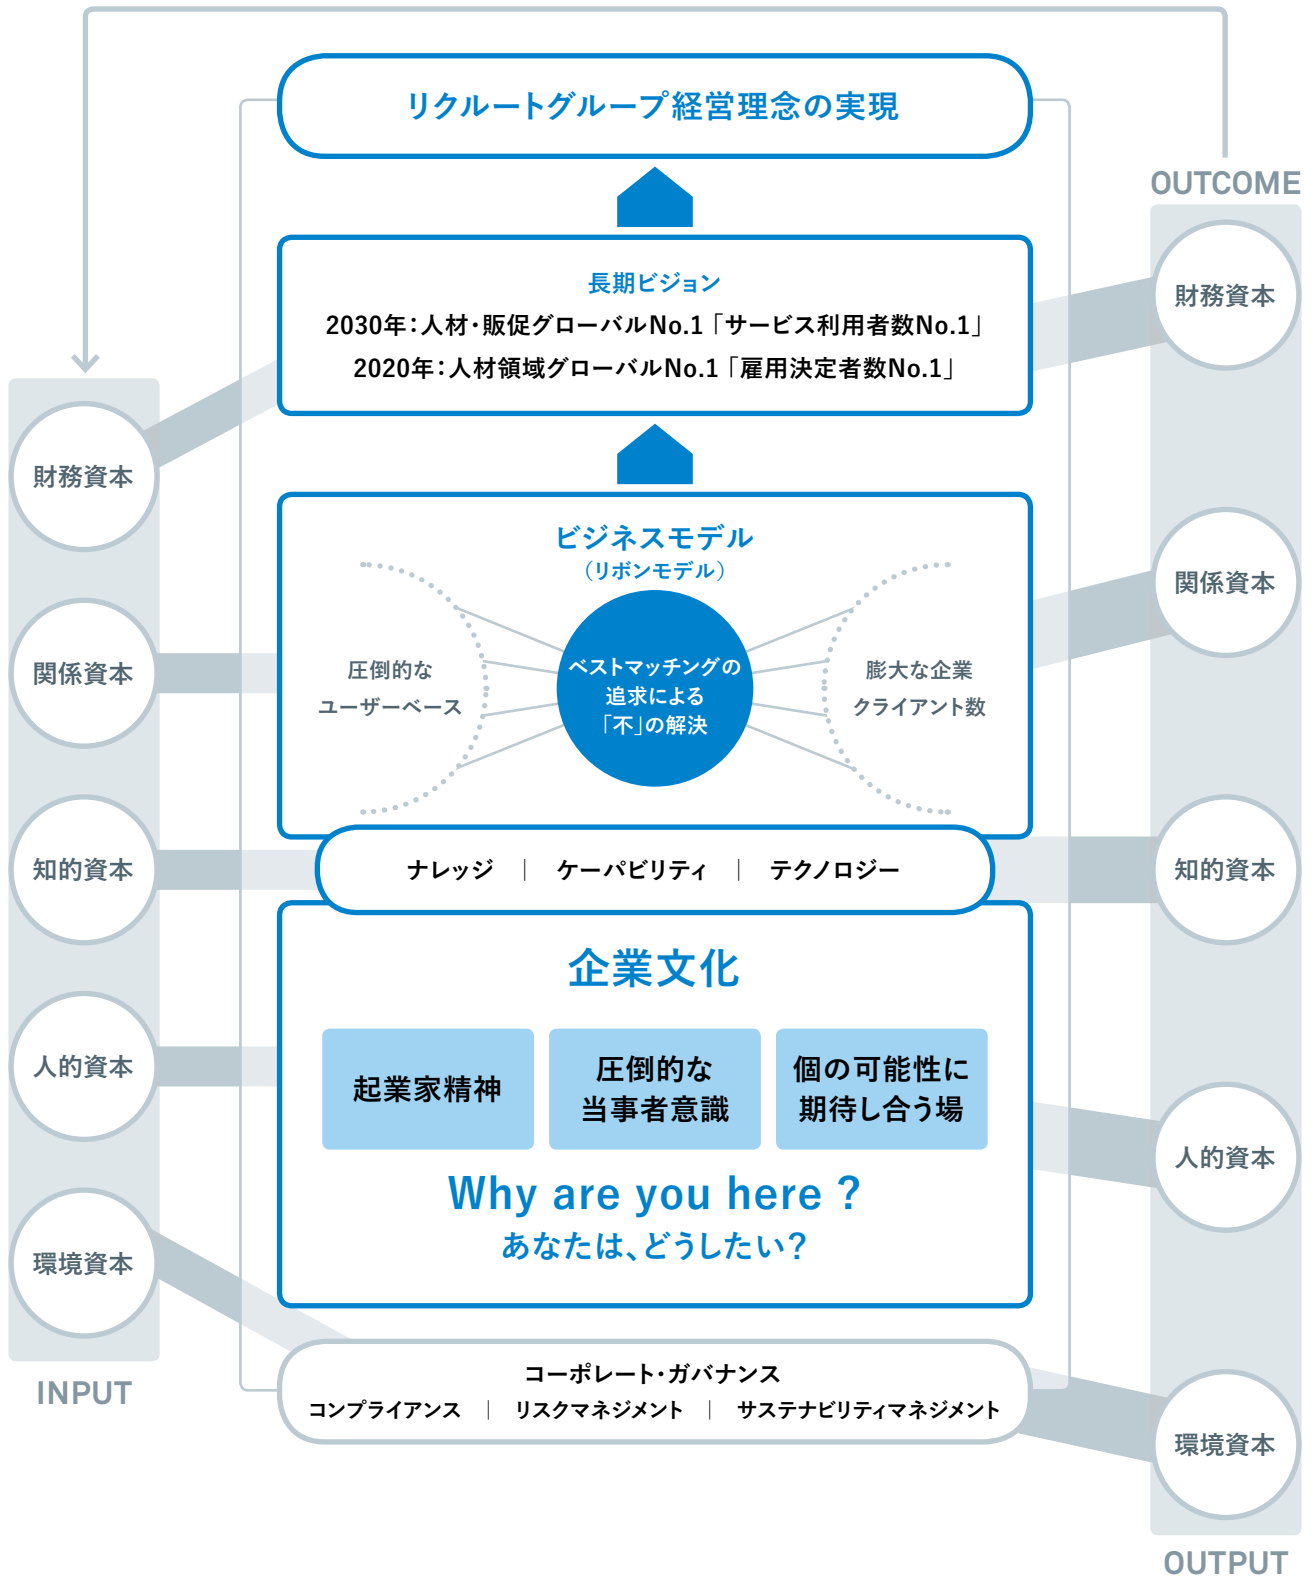 リクルートグループ経営理念の実現
長期ビジョン
2030年：人材・販促グローバルNo.1「サービス利用者数No.1」
2020年：人材領域グローバルNo.1「雇用決定者数No.1」
ビジネスモデル
（リボンモデル）
圧倒的な
ユーザーベース
ベストマッチングの
追求による
「不」の解決
膨大な企業
クライアント数
ナレッジ ｜ ケーパビリティ ｜ テクノロジー
企業文化
起業家精神
圧倒的な
当事者意識
個の可能性に
期待し合う場
Why are you here ?
あなたは、どうしたい？
コーポレート・ガバナンス
コンプライアンス ｜ リスクマネジメント ｜ サステナビリティマネジメント
財務資本
関係資本
知的資本
人的資本
環境資本
INPUT
OUTCOME
財務資本
関係資本
知的資本
人的資本
環境資本
OUTPUT